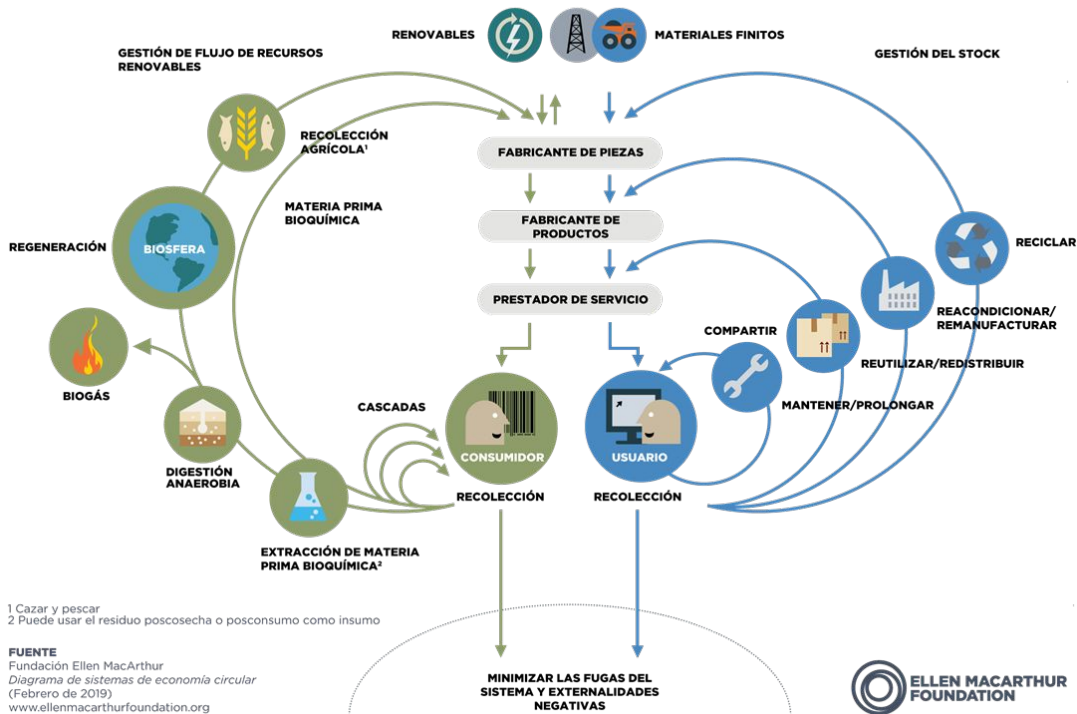 RENOVABLES
MATERIALES FINITOS
GESTIÓN DE FLUJO DE RECURSOS
RENOVABLES
GESTIÓN DEL STOCK
RECOLECCIÓN
AGRÍCOLA¹
FABRICANTE DE PIEZAS
MATERIA PRIMA
BIOQUÍMICA
FABRICANTE DE
PRODUCTOS
REGENERACIÓN
BIOSFERA
RECICLAR
PRESTADOR DE SERVICIO
REACONDICIONAR/
REMANUFACTURAR
COMPARTIR
REUTILIZAR/REDISTRIBUIR
BIOGÁS
MANTENER/PROLONGAR
CASCADAS
CONSUMIDOR
USUARIO
DIGESTIÓN
ANAEROBIA
RECOLECCIÓN
RECOLECCIÓN
EXTRACCIÓN DE MATERIA
PRIMA BIOQUÍMICA²
1 Cazar y pescar
2 Puede usar el residuo poscosecha o posconsumo como insumo
FUENTE
Fundación Ellen MacArthur
Diagrama de sistemas de economía circular
(Febrero de 2019)
www.ellenmacarthurfoundation.org
MINIMIZAR LAS FUGAS DEL
SISTEMA Y EXTERNALIDADES
NEGATIVAS
ELLEN MACARTHUR
FOUNDATION